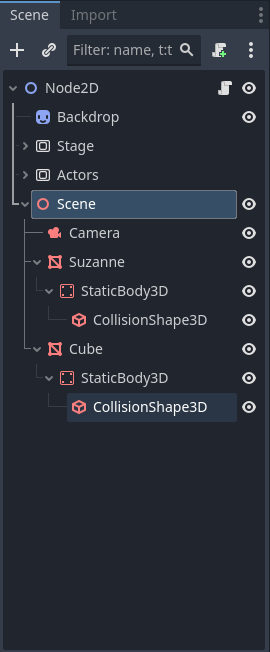 Scene Import
Filter: name, t:t
Node2D
Backdrop
Stage
Actors
Scene
Camera
Suzanne
StaticBody3D
CollisionShape3D
Cube
StaticBody3D
CollisionShape3D